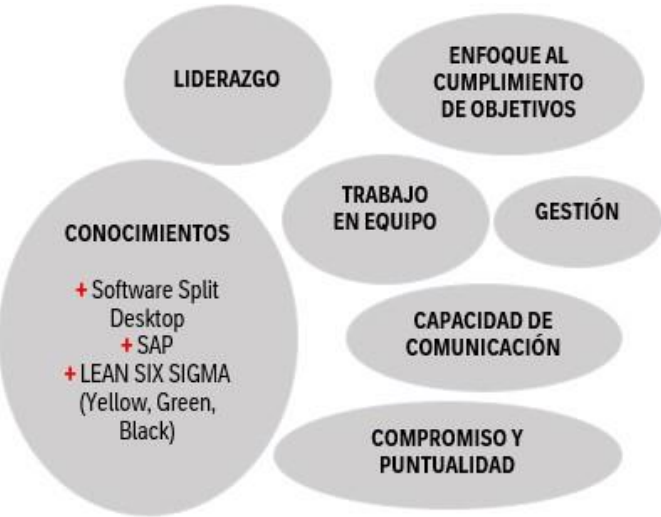 LIDERAZGO
ENFOQUE AL
CUMPLIMIENTO
DE OBJETIVOS
TRABAJO
EN EQUIPO
GESTIÓN
CONOCIMIENTOS
+ Software Split
Desktop
+ SAP
+ LEAN SIX SIGMA
(Yellow, Green,
Black)
CAPACIDAD DE
COMUNICACIÓN
COMPROMISO Y
PUNTUALIDAD